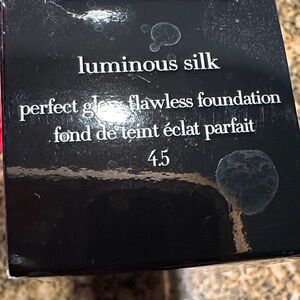 luminous silk
perfect glow flawless foundation
fond de teint éclat parfait
4.5